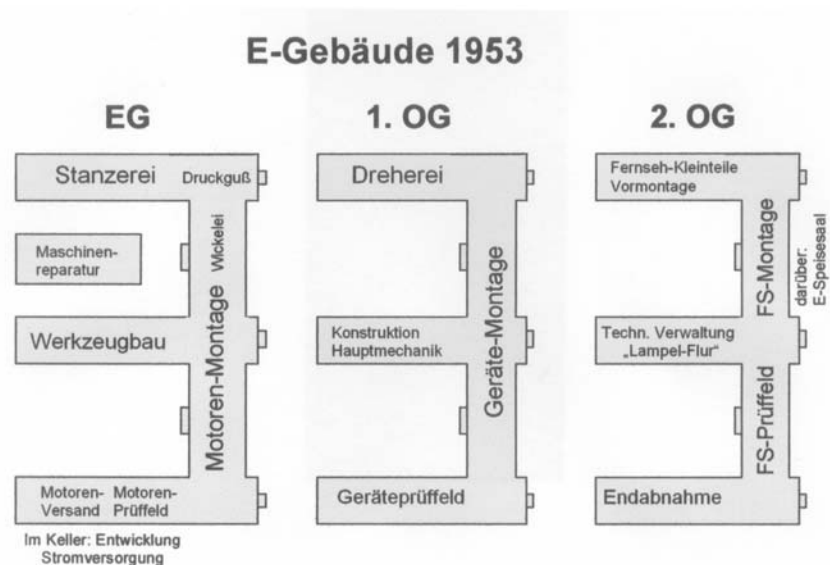 E-Gebäude 1953
EG
Stanzerei
Druckguß
Wickelei
Maschinen-
reparatur
Motoren-Montage
Werkzeugbau
Motoren-
Versand
Motoren-
Prüffeld
Im Keller: Entwicklung
Stromversorgung
1. OG
Dreherei
Geräte-Montage
Konstruktion
Hauptmechanik
Geräteprüffeld
2. OG
Fernseh-Kleinteile
Vormontage
FS-Montage
darüber:
E-Speisesaal
Techn. Verwaltung
„Lampel-Flur“
FS-Prüffeld
Endabnahme